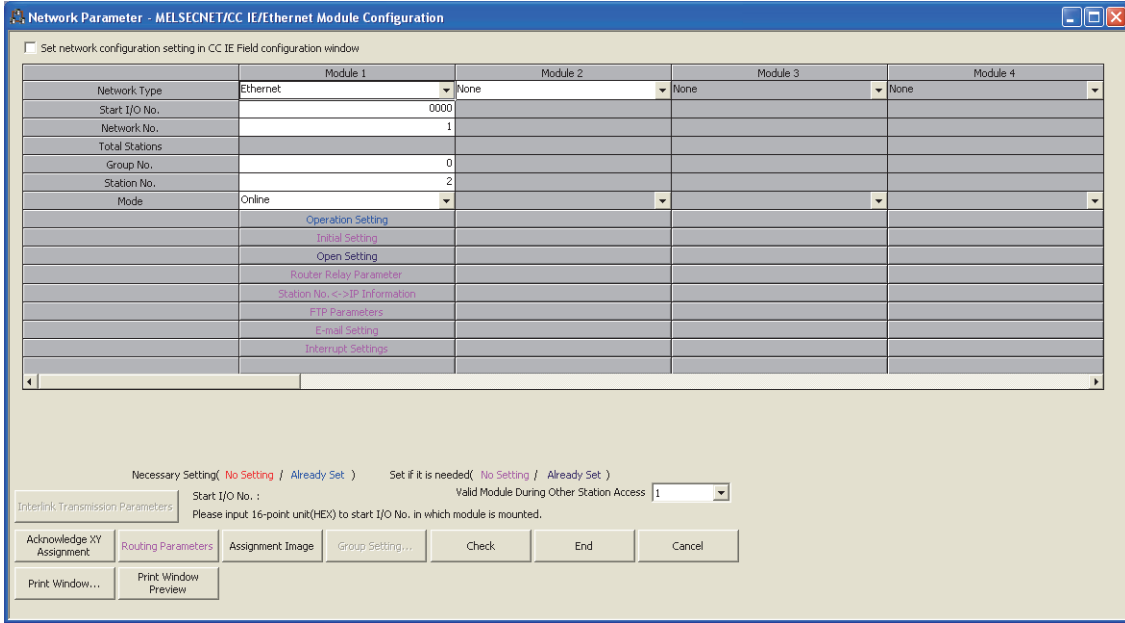 Network Parameter - MELSECNET/CC IE/Ethernet Module Configuration
Set network configuration setting in CC IE Field configuration window
Module 1 Module 2 Module 3 Module 4
Network Type Ethernet None None None
Start I/O No. 0000
Network No. 1
Total Stations
Group No. 0
Station No. 2
Mode Online
Operation Setting
Initial Setting
Open Setting
Router Relay Parameter
Station No.<->IP Information
FTP Parameters
E-mail Setting
Interrupt Settings
Necessary Setting( No Setting / Already Set ) Set if it is needed( No Setting / Already Set )
Interlink Transmission Parameters
Start I/O No. :
Valid Module During Other Station Access 1
Please input 16-point unit(HEX) to start I/O No. in which module is mounted.
Acknowledge XY
Assignment
Routing Parameters
Assignment Image
Group Setting...
Check
End
Cancel
Print Window...
Print Window
Preview